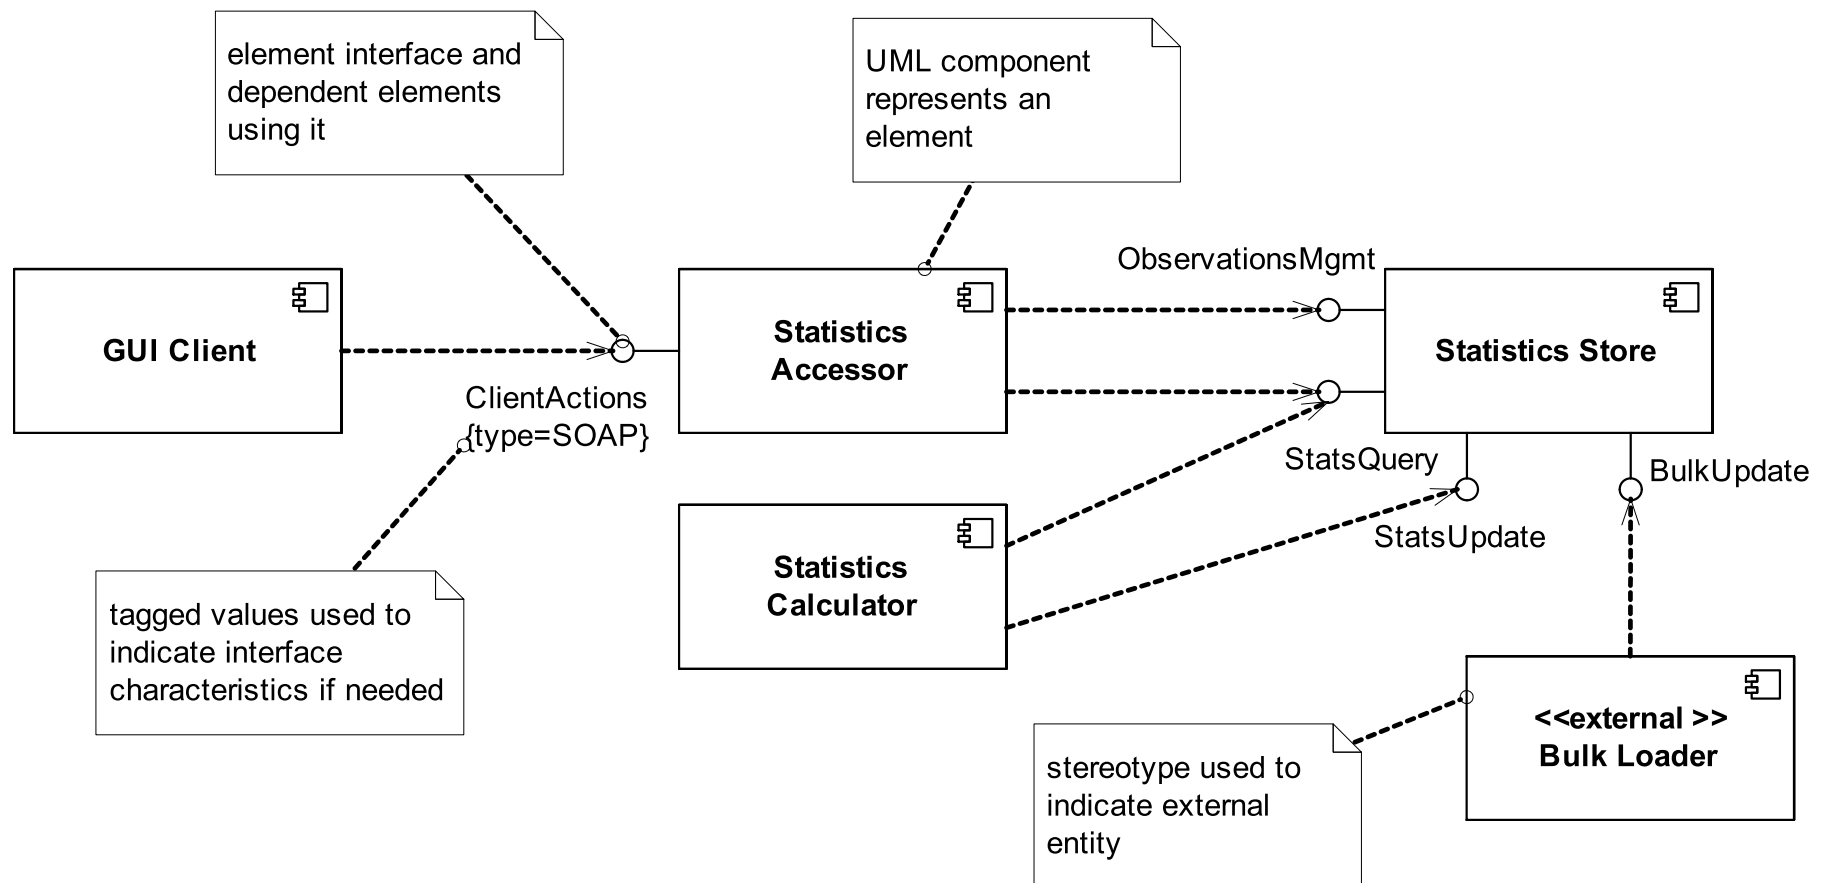 element interface and
dependent elements
using it
UML component
represents an
element
ObservationsMgmt
GUI Client
Statistics
Accessor
Statistics Store
ClientActions
{type=SOAP}
StatsQuery
BulkUpdate
StatsUpdate
Statistics
Calculator
tagged values used to
indicate interface
characteristics if needed
<<external >>
Bulk Loader
stereotype used to
indicate external
entity